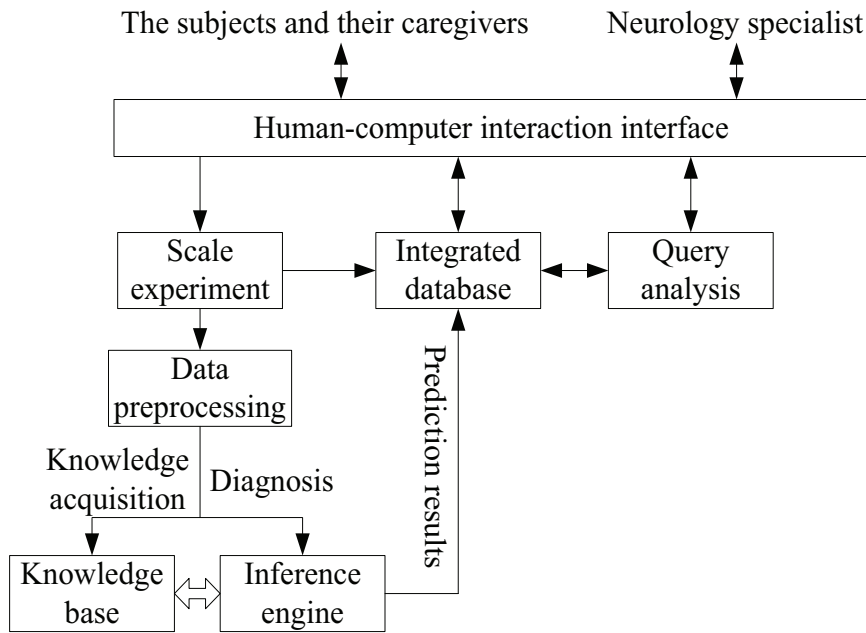 The subjects and their caregivers
Neurology specialist
Human-computer interaction interface
Scale
experiment
Integrated
database
Query
analysis
Data
preprocessing
Prediction results
Knowledge
acquisition
Diagnosis
Knowledge
base
Inference
engine